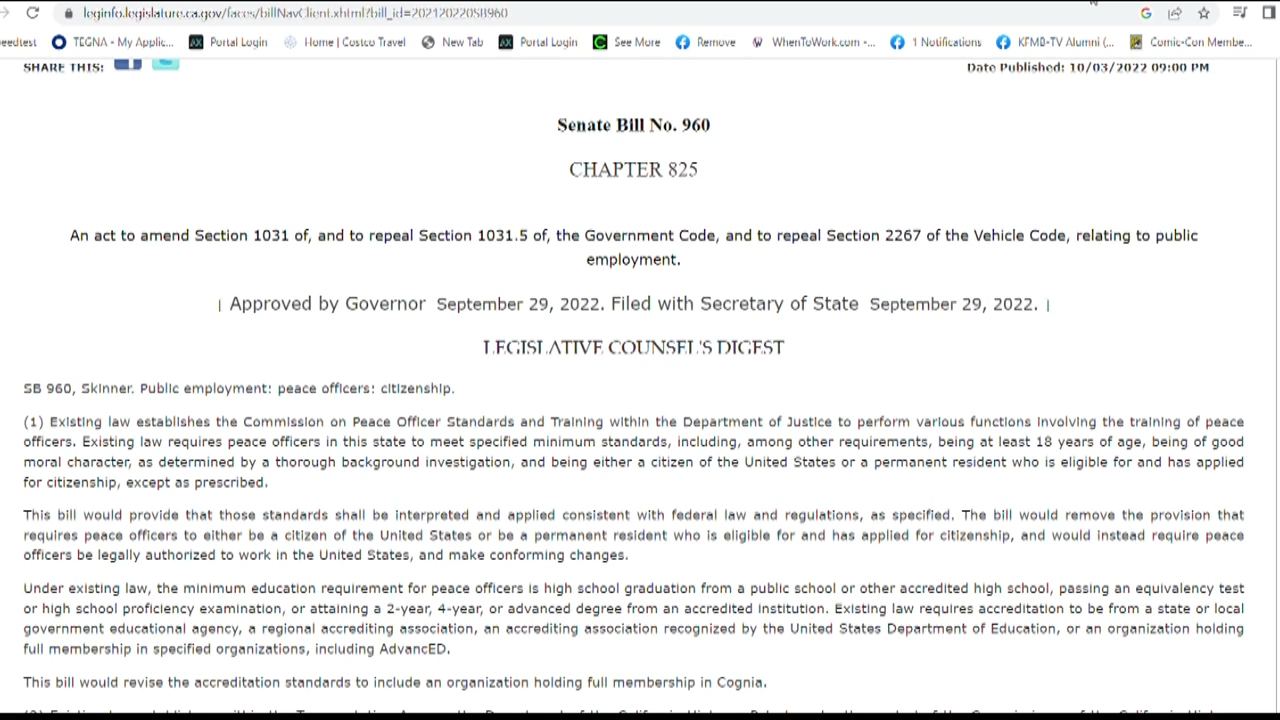 leginfo.legislature.ca.gov/faces/billNavClient.xhtml?bill_id=202120220SB960
eedtest TEGNA - My Applic... Portal Login Home | Costco Travel New Tab Portal Login See More Remove WhenToWork.com -... 1 Notifications KFMB-TV Alumni (... Comic-Con Membe...
SHARE THIS: Date Published: 10/03/2022 09:00 PM
Senate Bill No. 960
CHAPTER 825
An act to amend Section 1031 of, and to repeal Section 1031.5 of, the Government Code, and to repeal Section 2267 of the Vehicle Code, relating to public
employment.
[ Approved by Governor September 29, 2022. Filed with Secretary of State September 29, 2022. ]
LEGISLATIVE COUNSEL'S DIGEST
SB 960, Skinner. Public employment: peace officers: citizenship.
(1) Existing law establishes the Commission on Peace Officer Standards and Training within the Department of Justice to perform various functions involving the training of peace
officers. Existing law requires peace officers in this state to meet specified minimum standards, including, among other requirements, being at least 18 years of age, being of good
moral character, as determined by a thorough background investigation, and being either a citizen of the United States or a permanent resident who is eligible for and has applied
for citizenship, except as prescribed.
This bill would provide that those standards shall be interpreted and applied consistent with federal law and regulations, as specified. The bill would remove the provision that
requires peace officers to either be a citizen of the United States or be a permanent resident who is eligible for and has applied for citizenship, and would instead require peace
officers be legally authorized to work in the United States, and make conforming changes.
Under existing law, the minimum education requirement for peace officers is high school graduation from a public school or other accredited high school, passing an equivalency test
or high school proficiency examination, or attaining a 2-year, 4-year, or advanced degree from an accredited institution. Existing law requires accreditation to be from a state or local
government educational agency, a regional accrediting association, an accrediting association recognized by the United States Department of Education, or an organization holding
full membership in specified organizations, including AdvancED.
This bill would revise the accreditation standards to include an organization holding full membership in Cognia.